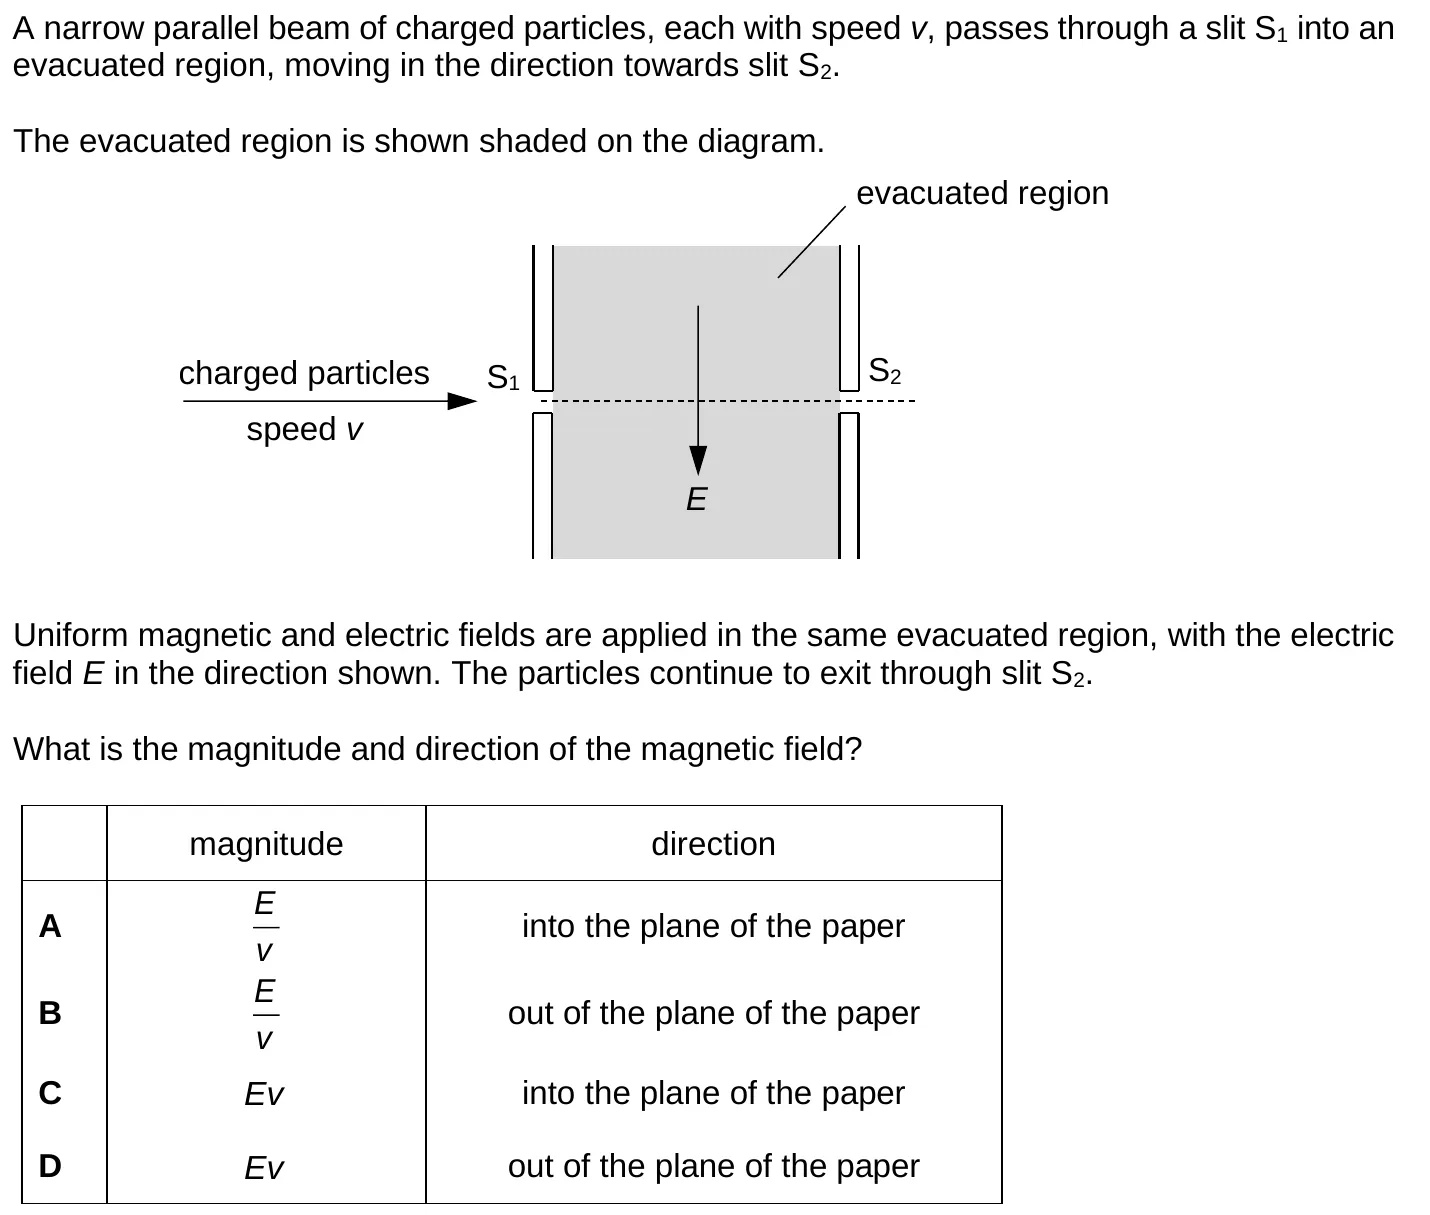 A narrow parallel beam of charged particles, each with speed v, passes through a slit S₁ into an
evacuated region, moving in the direction towards slit S₂.
The evacuated region is shown shaded on the diagram.
evacuated region
charged particles
speed v
S₁
S₂
E
Uniform magnetic and electric fields are applied in the same evacuated region, with the electric
field E in the direction shown. The particles continue to exit through slit S₂.
What is the magnitude and direction of the magnetic field?
magnitude direction
A E/v into the plane of the paper
B E/v out of the plane of the paper
C Ev into the plane of the paper
D Ev out of the plane of the paper